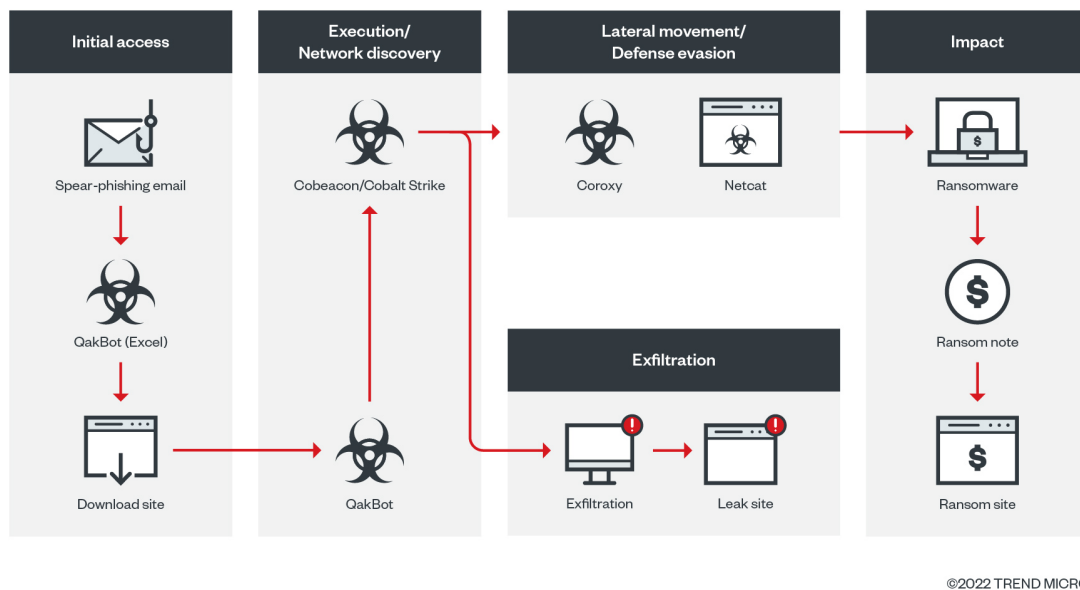 Initial access
Spear-phishing email
QakBot (Excel)
Download site
Execution/
Network discovery
Cobeacon/Cobalt Strike
QakBot
Lateral movement/
Defense evasion
Coroxy
Netcat
Exfiltration
Exfiltration
Leak site
Impact
$
Ransomware
$
Ransom note
$
Ransom site
©2022 TREND MICRO